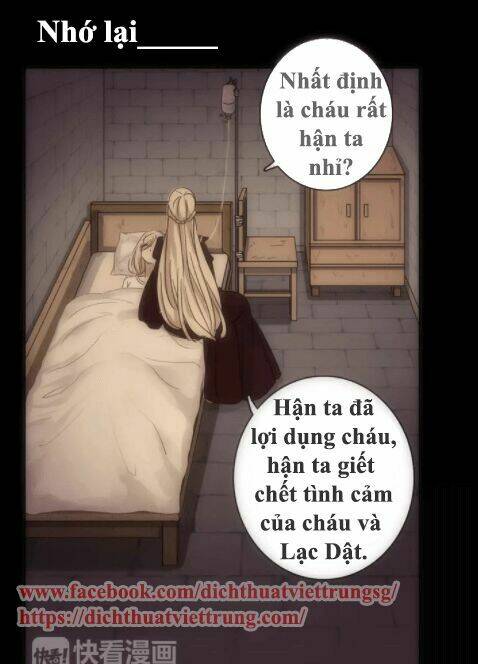 Nhớ lại_____
Nhất định
là cháu rất
hận ta
nhỉ?
Hận ta đã
lợi dụng cháu,
hận ta giết
chết tình cảm
của cháu và
Lạc Dật.
www.facebook.com/dichthuatviettrungsg/
https://dichthuatviettrung.com/
快看! 快看漫画